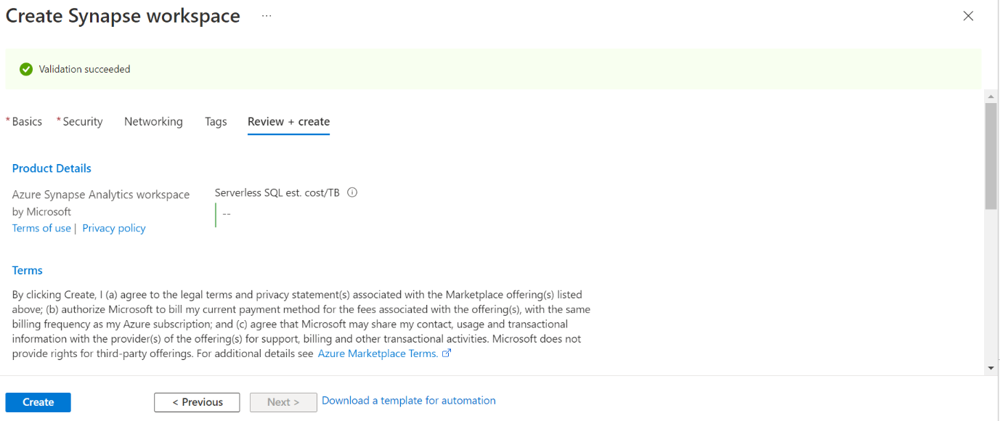 Create Synapse workspace ...
Validation succeeded
* Basics * Security Networking Tags Review + create
Product Details
Azure Synapse Analytics workspace
by Microsoft
Terms of use | Privacy policy
Serverless SQL est. cost/TB
--
Terms
By clicking Create, I (a) agree to the legal terms and privacy statement(s) associated with the Marketplace offering(s) listed
above; (b) authorize Microsoft to bill my current payment method for the fees associated with the offering(s), with the same
billing frequency as my Azure subscription; and (c) agree that Microsoft may share my contact, usage and transactional
information with the provider(s) of the offering(s) for support, billing and other transactional activities. Microsoft does not
provide rights for third-party offerings. For additional details see Azure Marketplace Terms.
Create < Previous Next > Download a template for automation